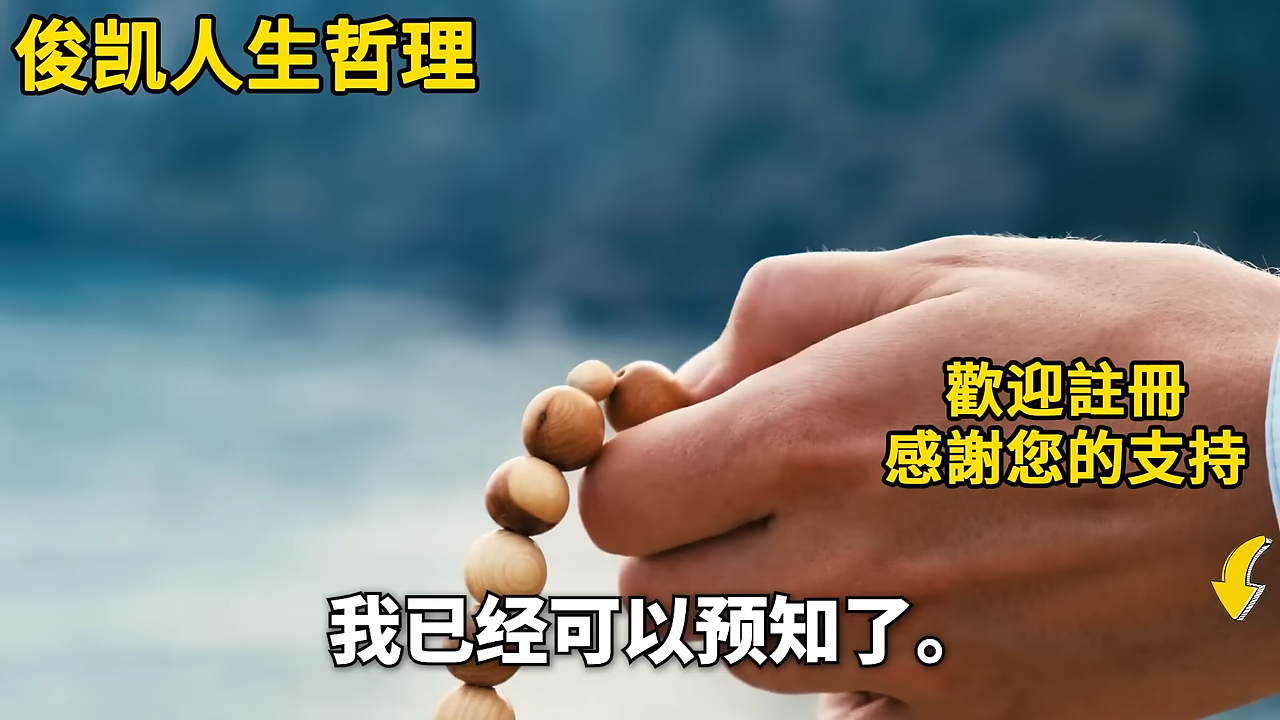 俊凯人生哲理
歡迎註冊
感謝您的支持
我已经可以预知了。